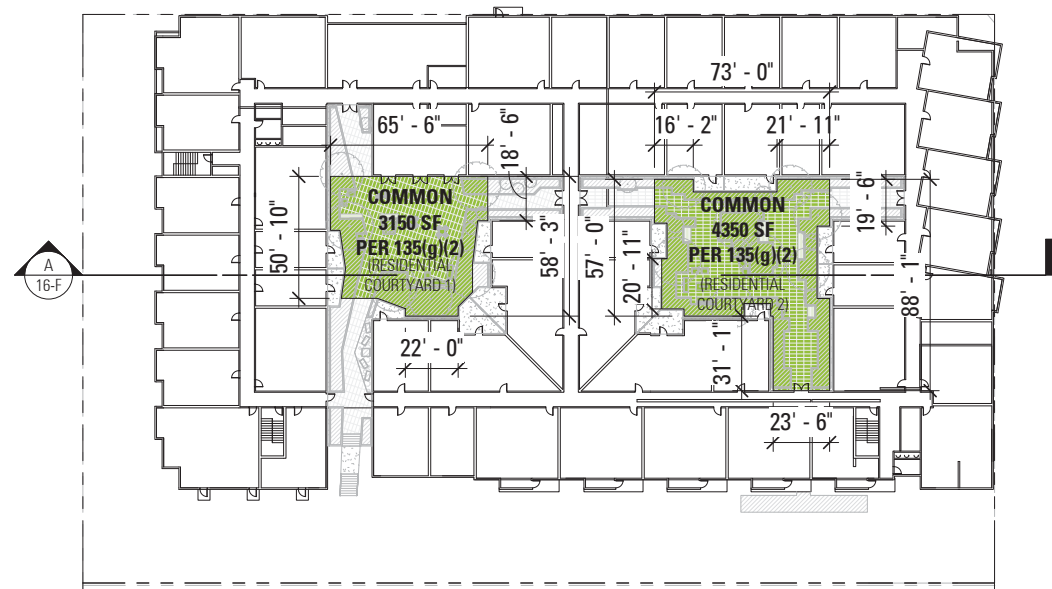 73' - 0"
65' - 6"
18' - 6"
16' - 2"
21' - 11"
COMMON
3150 SF
PER 135(g)(2)
(RESIDENTIAL
COURTYARD 1)
50' - 10"
58' - 3"
57' - 0"
20' - 11"
COMMON
4350 SF
PER 135(g)(2)
(RESIDENTIAL
COURTYARD 2)
19' - 6"
88' - 1"
A
16-F
22' - 0"
31' - 1"
23' - 6"